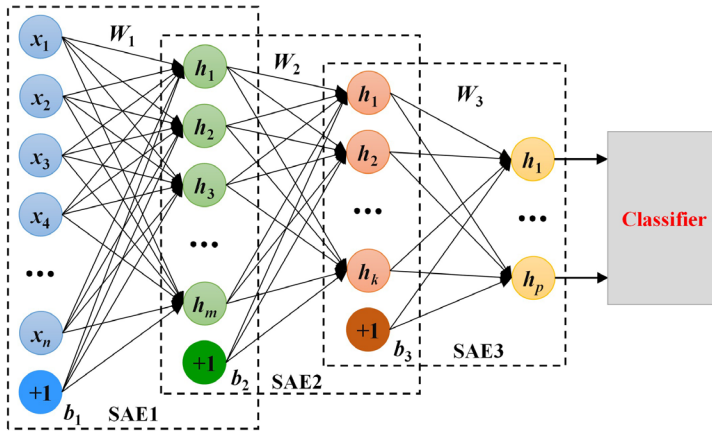 x₁
x₂
x₃
x₄
•••
xₙ
+1
W₁
b₁
SAE1
h₁
h₂
h₃
•••
hₘ
+1
W₂
b₂
SAE2
h₁
h₂
•••
hₖ
+1
W₃
b₃
SAE3
h₁
•••
hₚ
Classifier